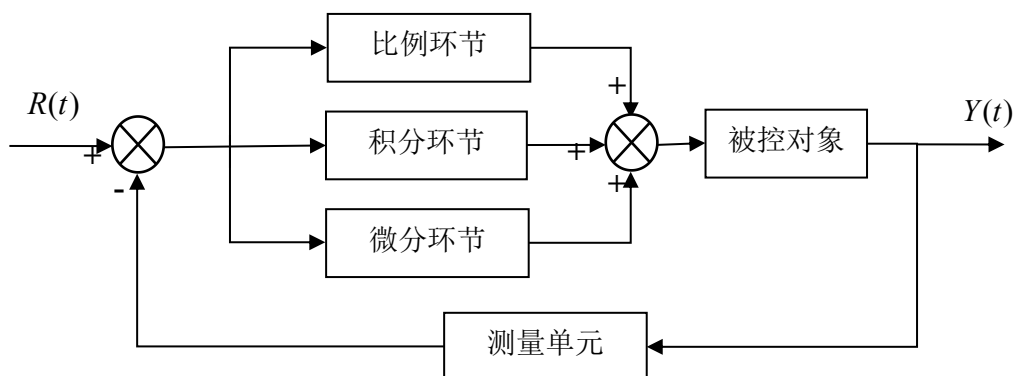 比例环节
R(t)
+
Y(t)
+
积分环节
+
被控对象
-
+
微分环节
测量单元